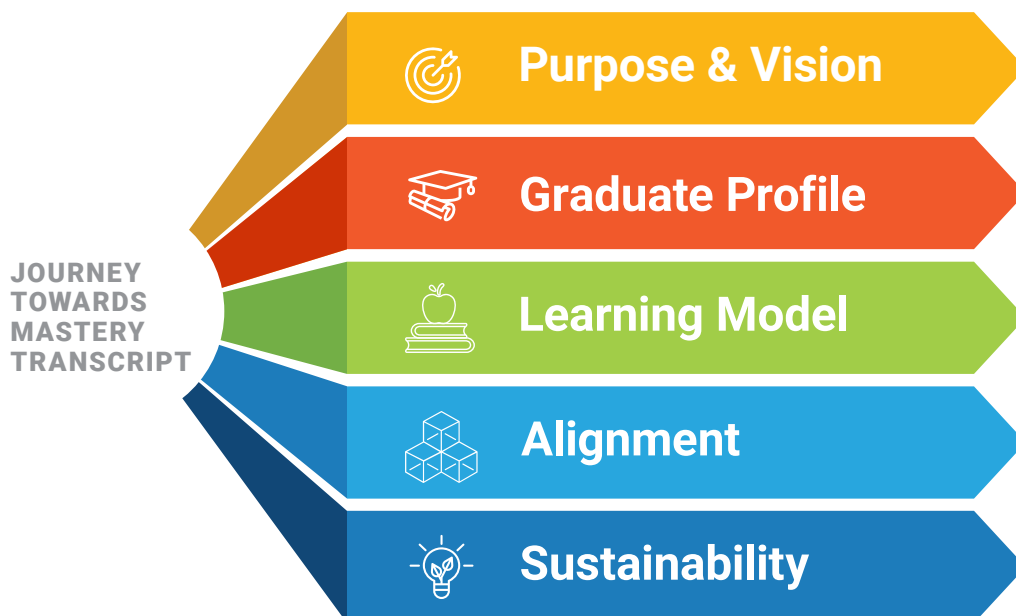 JOURNEY
TOWARDS
MASTERY
TRANSCRIPT
Purpose & Vision
Graduate Profile
Learning Model
Alignment
Sustainability